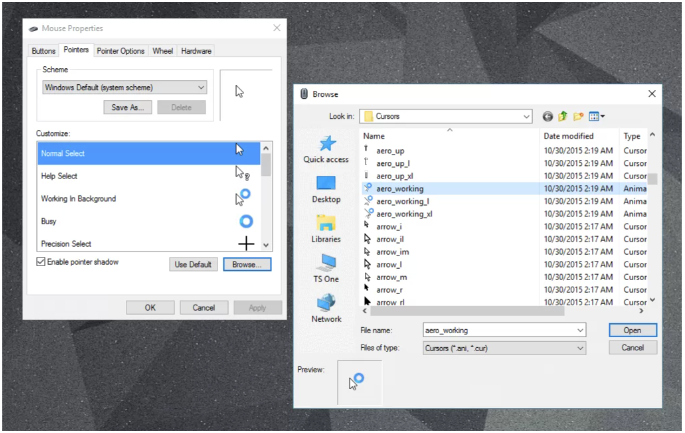 Mouse Properties
Buttons Pointers Pointer Options Wheel Hardware
Scheme
Windows Default (system scheme)
Save As... Delete
Customize:
Normal Select
Help Select
Working In Background
Busy
Precision Select
Enable pointer shadow
Use Default Browse...
OK Cancel Apply
Browse
Look in: Cursors
Quick access
Desktop
Libraries
TS One
Network
Name Date modified Type
aero_up 10/30/2015 2:19 AM Cursor
aero_up_l 10/30/2015 2:19 AM Cursor
aero_up_xl 10/30/2015 2:19 AM Cursor
aero_working 10/30/2015 2:19 AM Anima
aero_working_l 10/30/2015 2:19 AM Anima
aero_working_xl 10/30/2015 2:19 AM Anima
arrow_i 10/30/2015 2:17 AM Cursor
arrow_il 10/30/2015 2:17 AM Cursor
arrow_im 10/30/2015 2:17 AM Cursor
arrow_l 10/30/2015 2:17 AM Cursor
arrow_m 10/30/2015 2:17 AM Cursor
arrow_r 10/30/2015 2:17 AM Cursor
arrow_rl 10/30/2015 2:17 AM Cursor
File name: aero_working Open
Files of type: Cursors (*.ani, *.cur) Cancel
Preview: